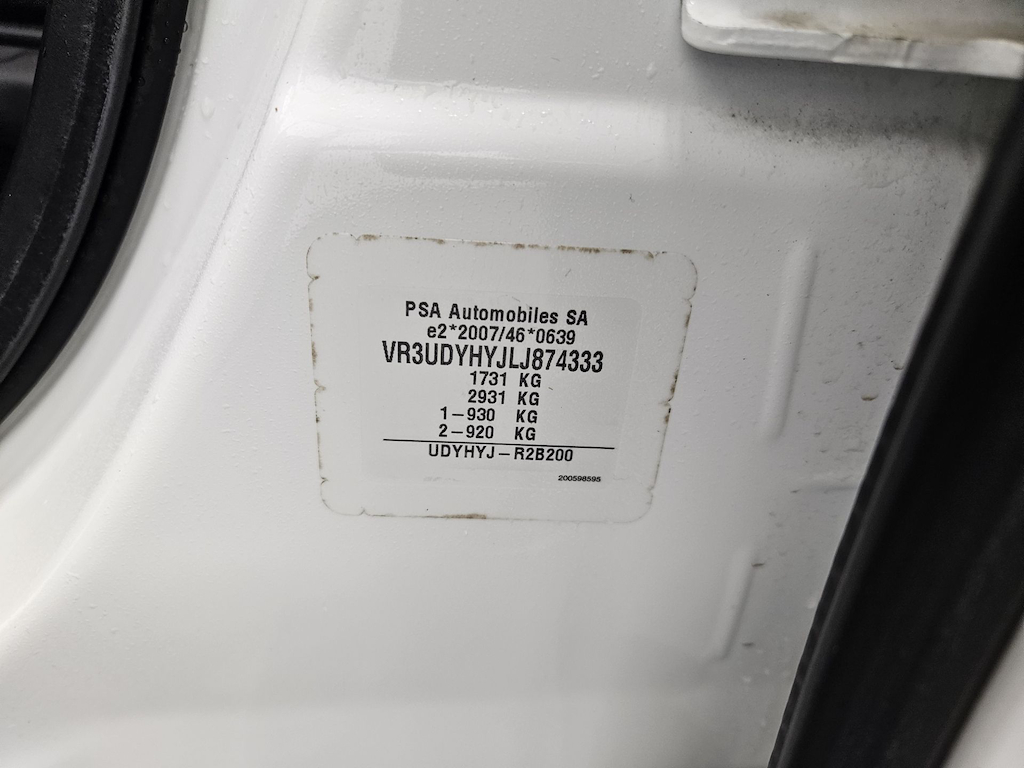 PSA Automobiles SA
e2*2007/46*0639
VR3UDYHYJLJ874333
1731 KG
2931 KG
1-930 KG
2-920 KG
UDYHYJ-R2B200
200598595